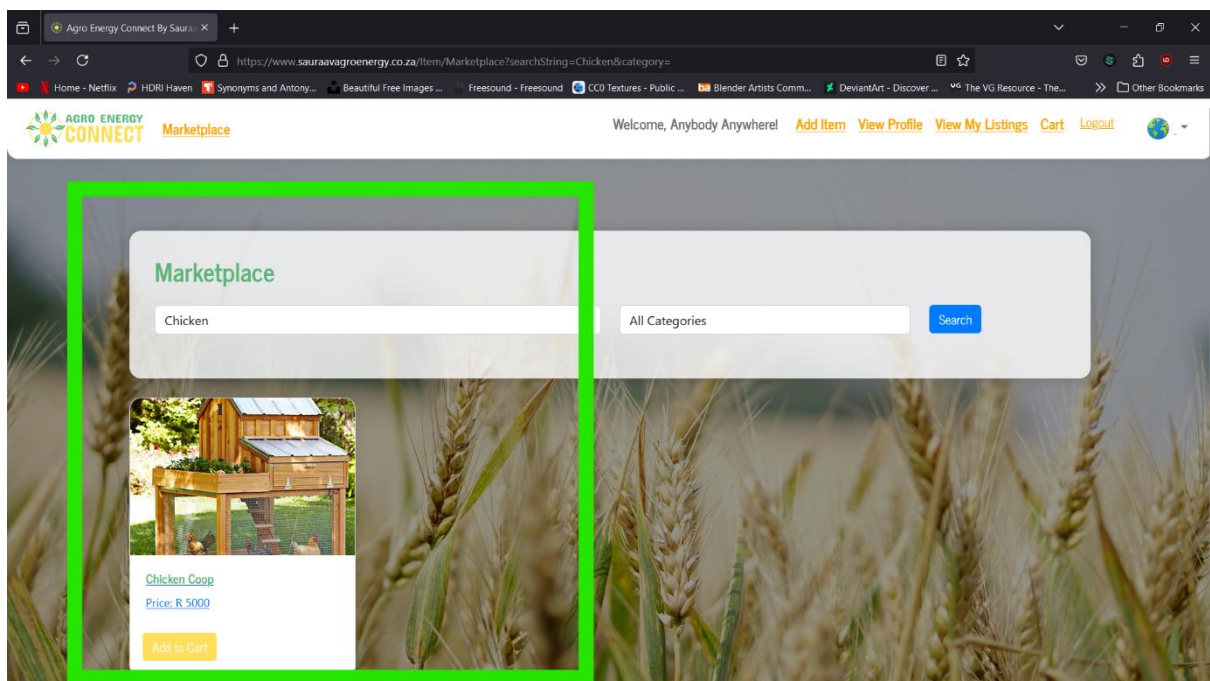 Agro Energy Connect By Saura
https://www.sauraavagroenergy.co.za/Item/Marketplace?searchString=Chicken&category=
Home - Netflix HDRI Haven Synonyms and Antony... Beautiful Free Images ... Freesound - Freesound CC0 Textures - Public ... Blender Artists Comm... DeviantArt - Discover ... VG The VG Resource - The... Other Bookmarks
AGRO ENERGY
CONNECT
Marketplace Welcome, Anybody Anywhere! Add Item View Profile View My Listings Cart Logout
Marketplace
Chicken All Categories Search
Chicken Coop
Price: R 5000
Add to Cart